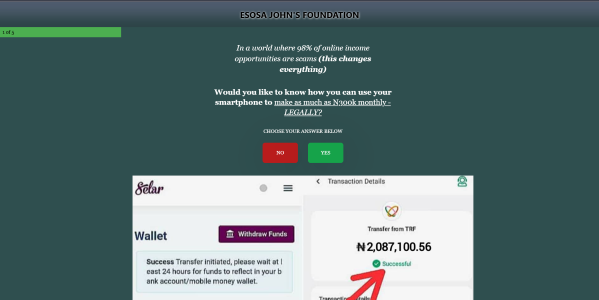 ESOSA JOHN'S FOUNDATION
1 of 5
In a world where 98% of online income
opportunities are scams (this changes
everything)
Would you like to know how you can use your
smartphone to make as much as N300k monthly -
LEGALLY?
CHOOSE YOUR ANSWER BELOW
NO
YES
Selar
Wallet
Withdraw Funds
Success Transfer initiated, please wait at l
east 24 hours for funds to reflect in your b
ank account/mobile money wallet.
Transaction Details
Transfer from TRF
₦2,087,100.56
Successful